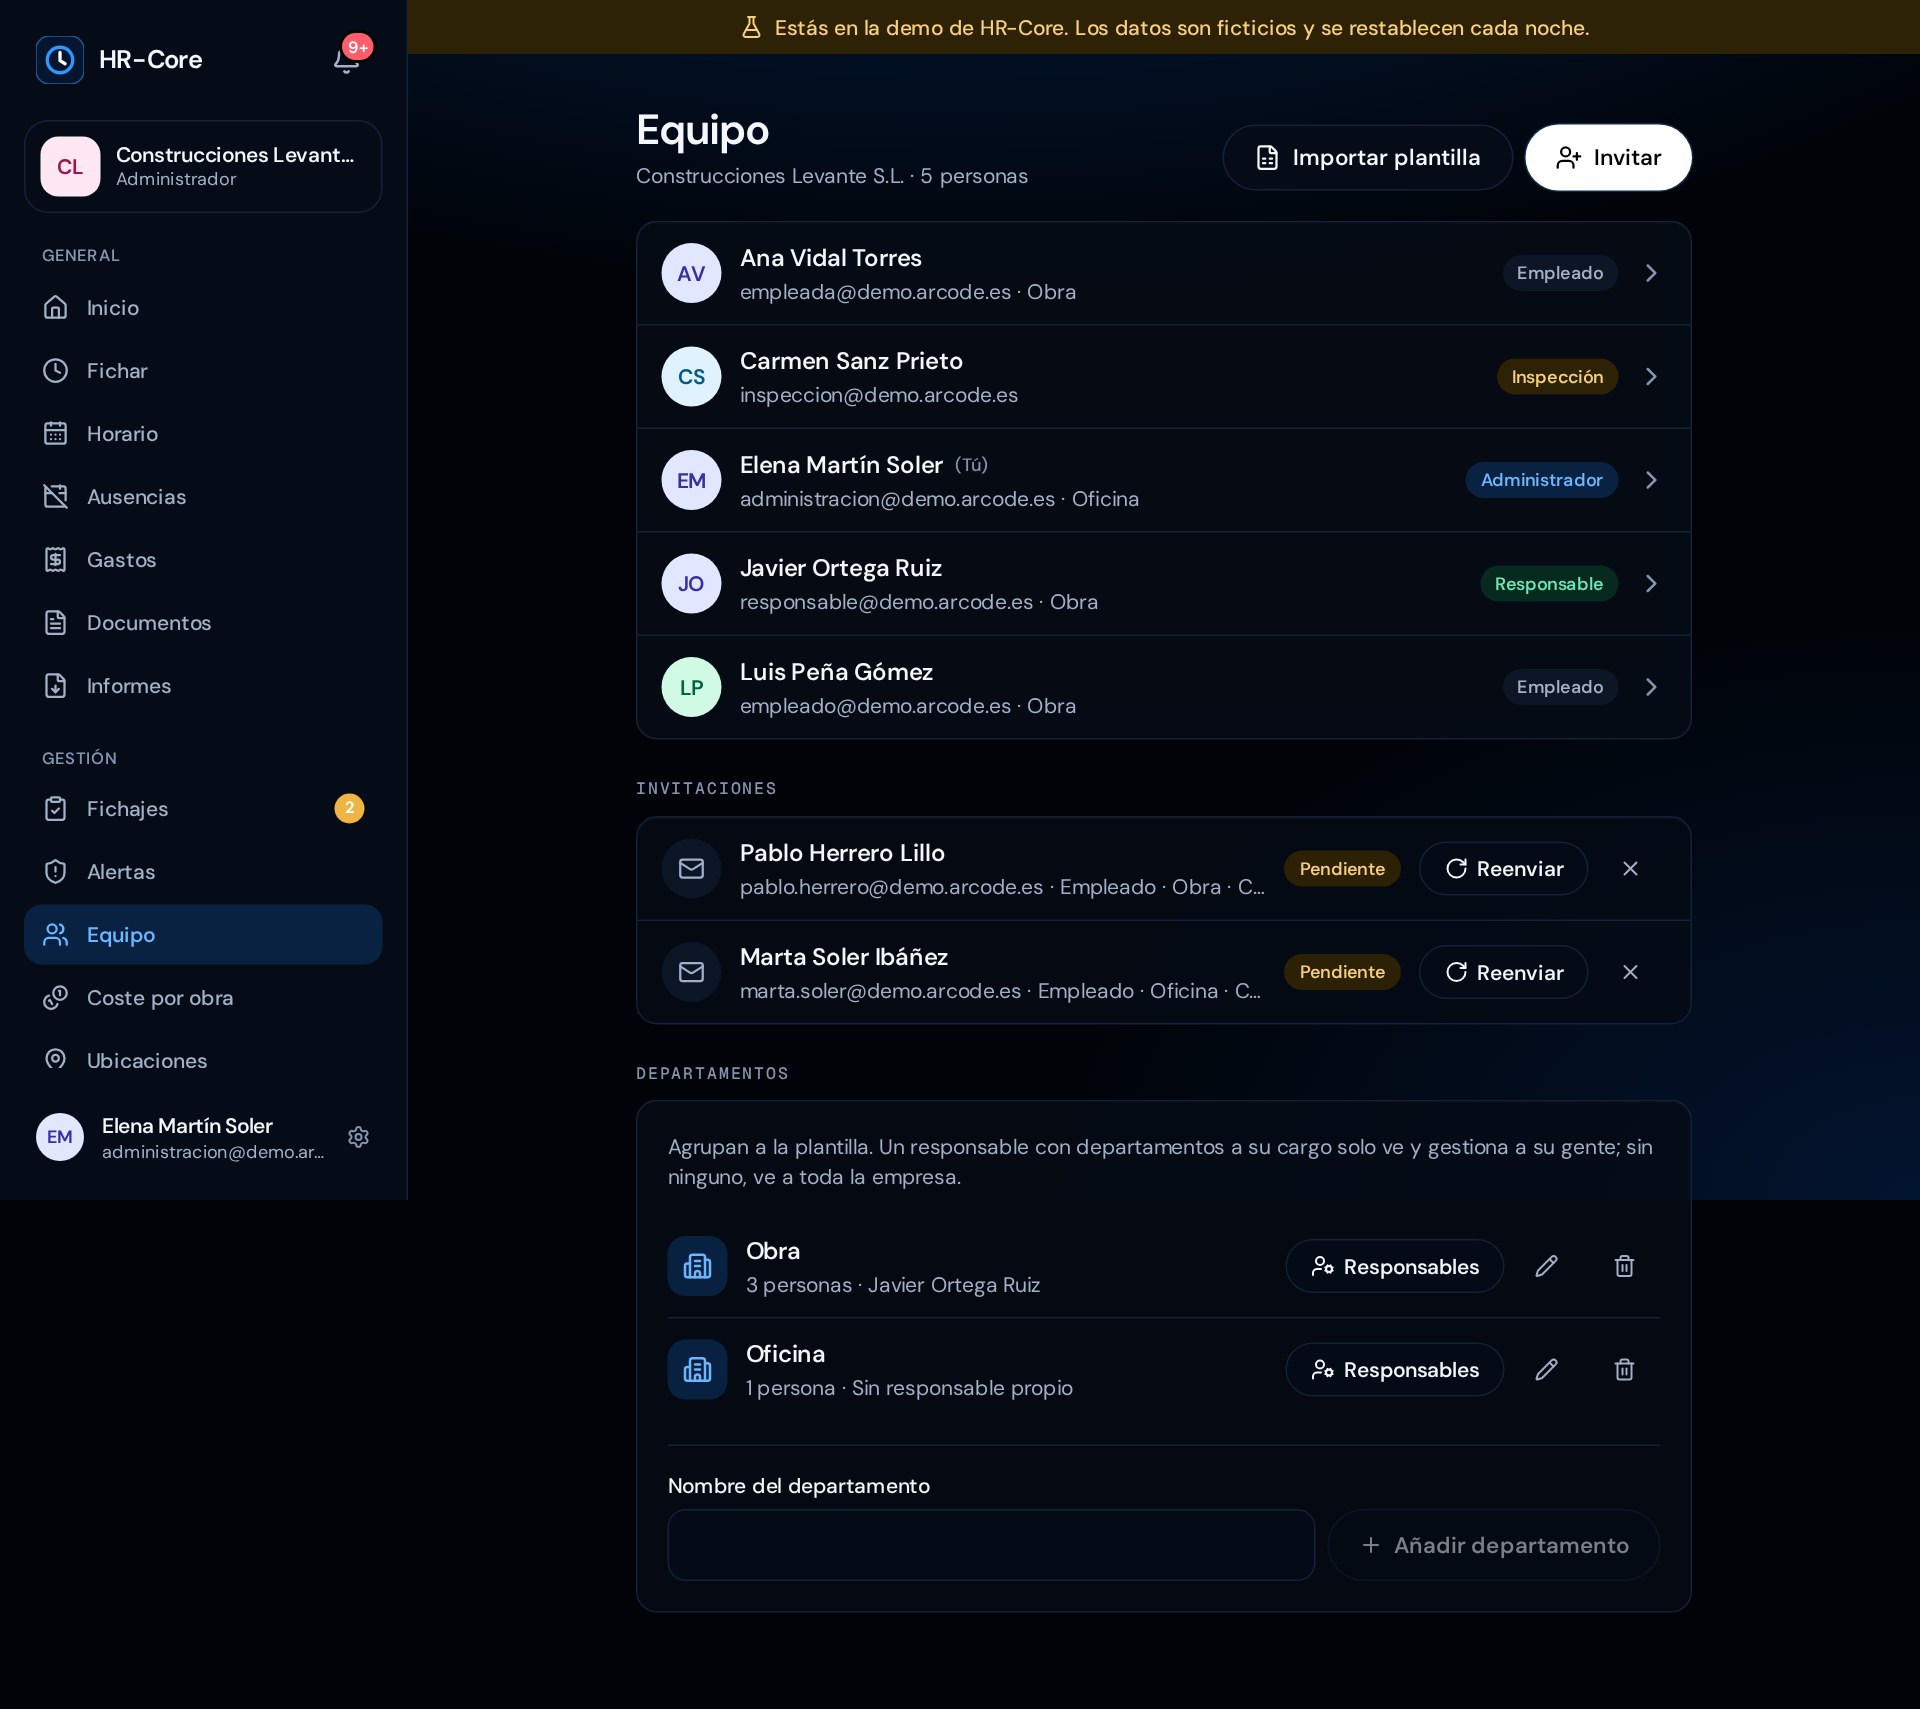 Estás en la demo de HR-Core. Los datos son ficticios y se restablecen cada noche.
HR-Core
9+
CL
Construcciones Levant...
Administrador
GENERAL
Inicio
Fichar
Horario
Ausencias
Gastos
Documentos
Informes
GESTIÓN
Fichajes
2
Alertas
Equipo
Coste por obra
Ubicaciones
EM
Elena Martín Soler
administracion@demo.ar...
Equipo
Construcciones Levante S.L. · 5 personas
Importar plantilla
Invitar
AV
Ana Vidal Torres
empleada@demo.arcode.es · Obra
Empleado
CS
Carmen Sanz Prieto
inspeccion@demo.arcode.es
Inspección
EM
Elena Martín Soler (Tú)
administracion@demo.arcode.es · Oficina
Administrador
JO
Javier Ortega Ruiz
responsable@demo.arcode.es · Obra
Responsable
LP
Luis Peña Gómez
empleado@demo.arcode.es · Obra
Empleado
INVITACIONES
Pablo Herrero Lillo
pablo.herrero@demo.arcode.es · Empleado · Obra · C...
Pendiente
Reenviar
Marta Soler Ibáñez
marta.soler@demo.arcode.es · Empleado · Oficina · C...
Pendiente
Reenviar
DEPARTAMENTOS
Agrupan a la plantilla. Un responsable con departamentos a su cargo solo ve y gestiona a su gente; sin
ninguno, ve a toda la empresa.
Obra
3 personas · Javier Ortega Ruiz
Responsables
Oficina
1 persona · Sin responsable propio
Responsables
Nombre del departamento
Añadir departamento